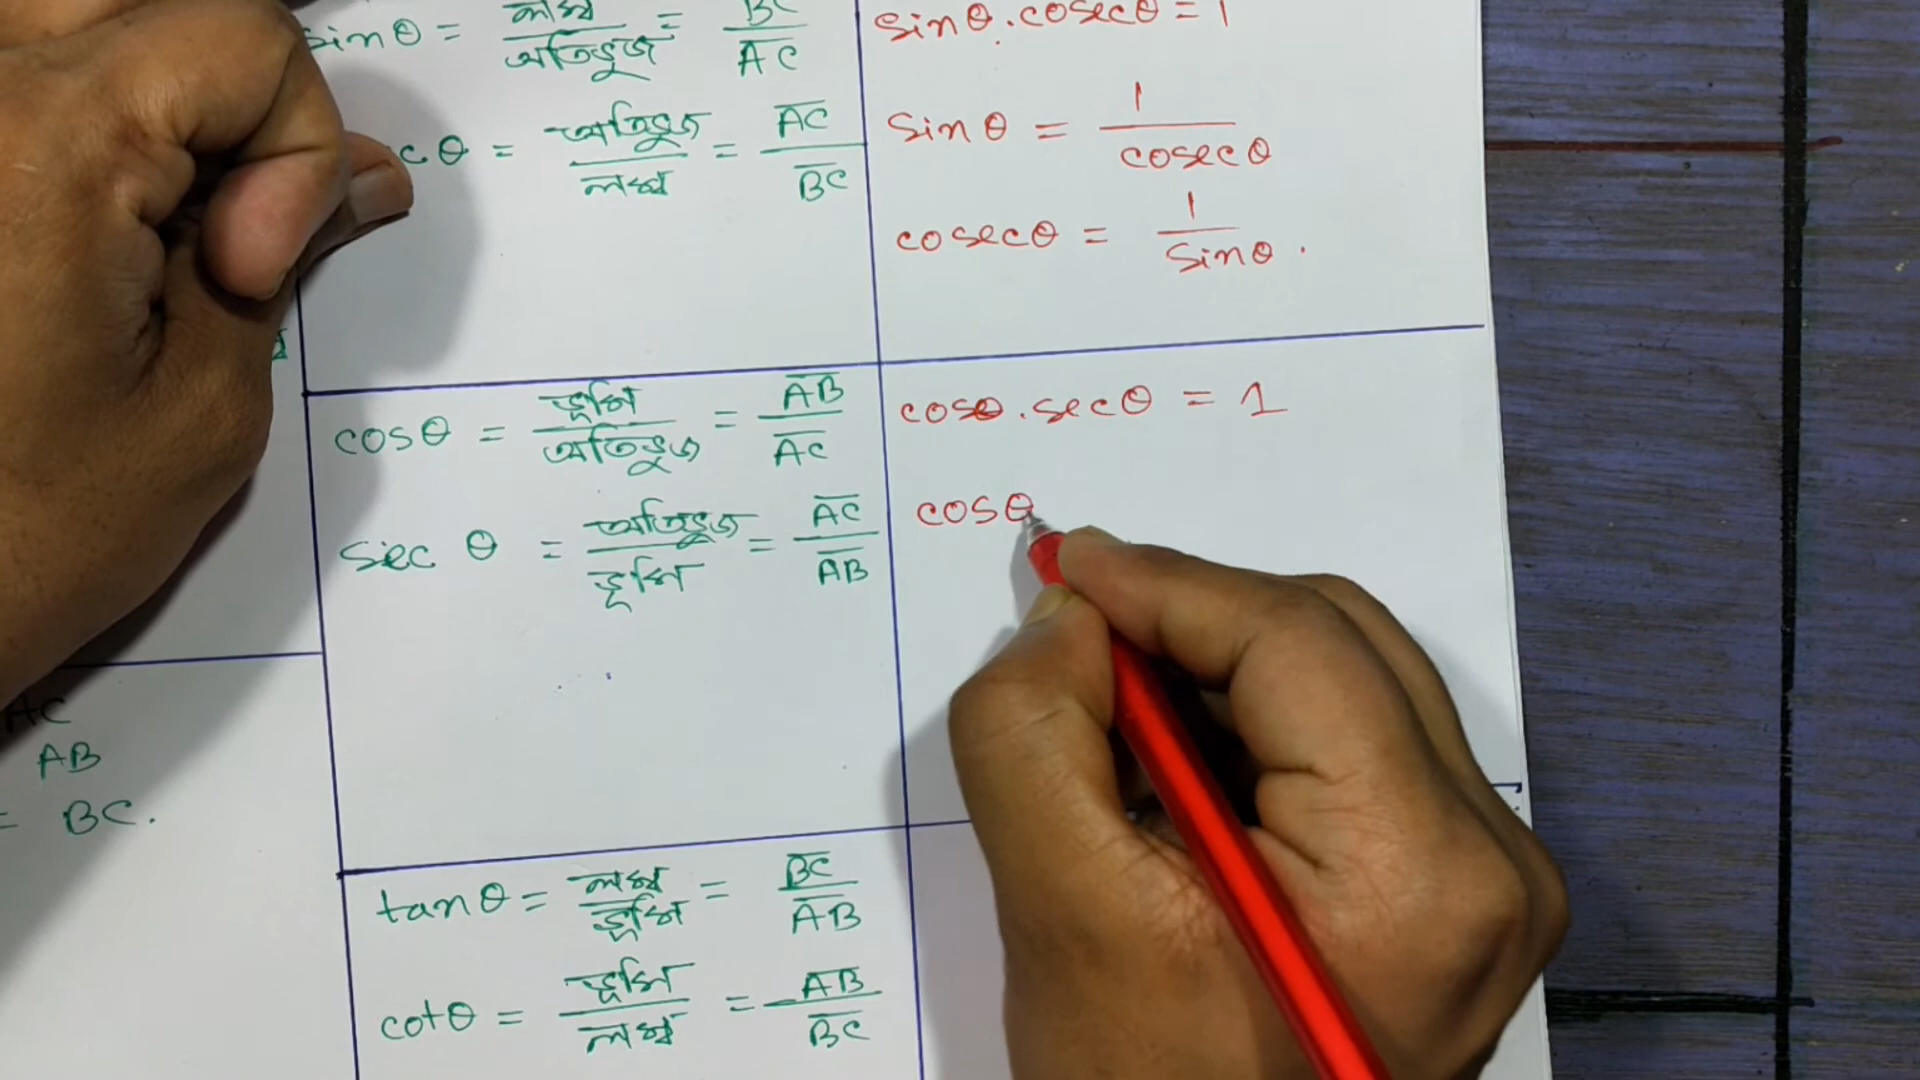 sinθ = লম্ব/অতিভুজ = BC/AC
cθ = অতিভুজ/লম্ব = AC/BC
cosθ = ভূমি/অতিভুজ = AB/AC
sec θ = অতিভুজ/ভূমি = AC/AB
tanθ = লম্ব/ভূমি = BC/AB
cotθ = ভূমি/লম্ব = AB/BC
sinθ.cosecθ = 1
sinθ = 1/cosecθ
cosecθ = 1/sinθ.
cosθ.secθ = 1
cosθ
AC
AB
= BC.